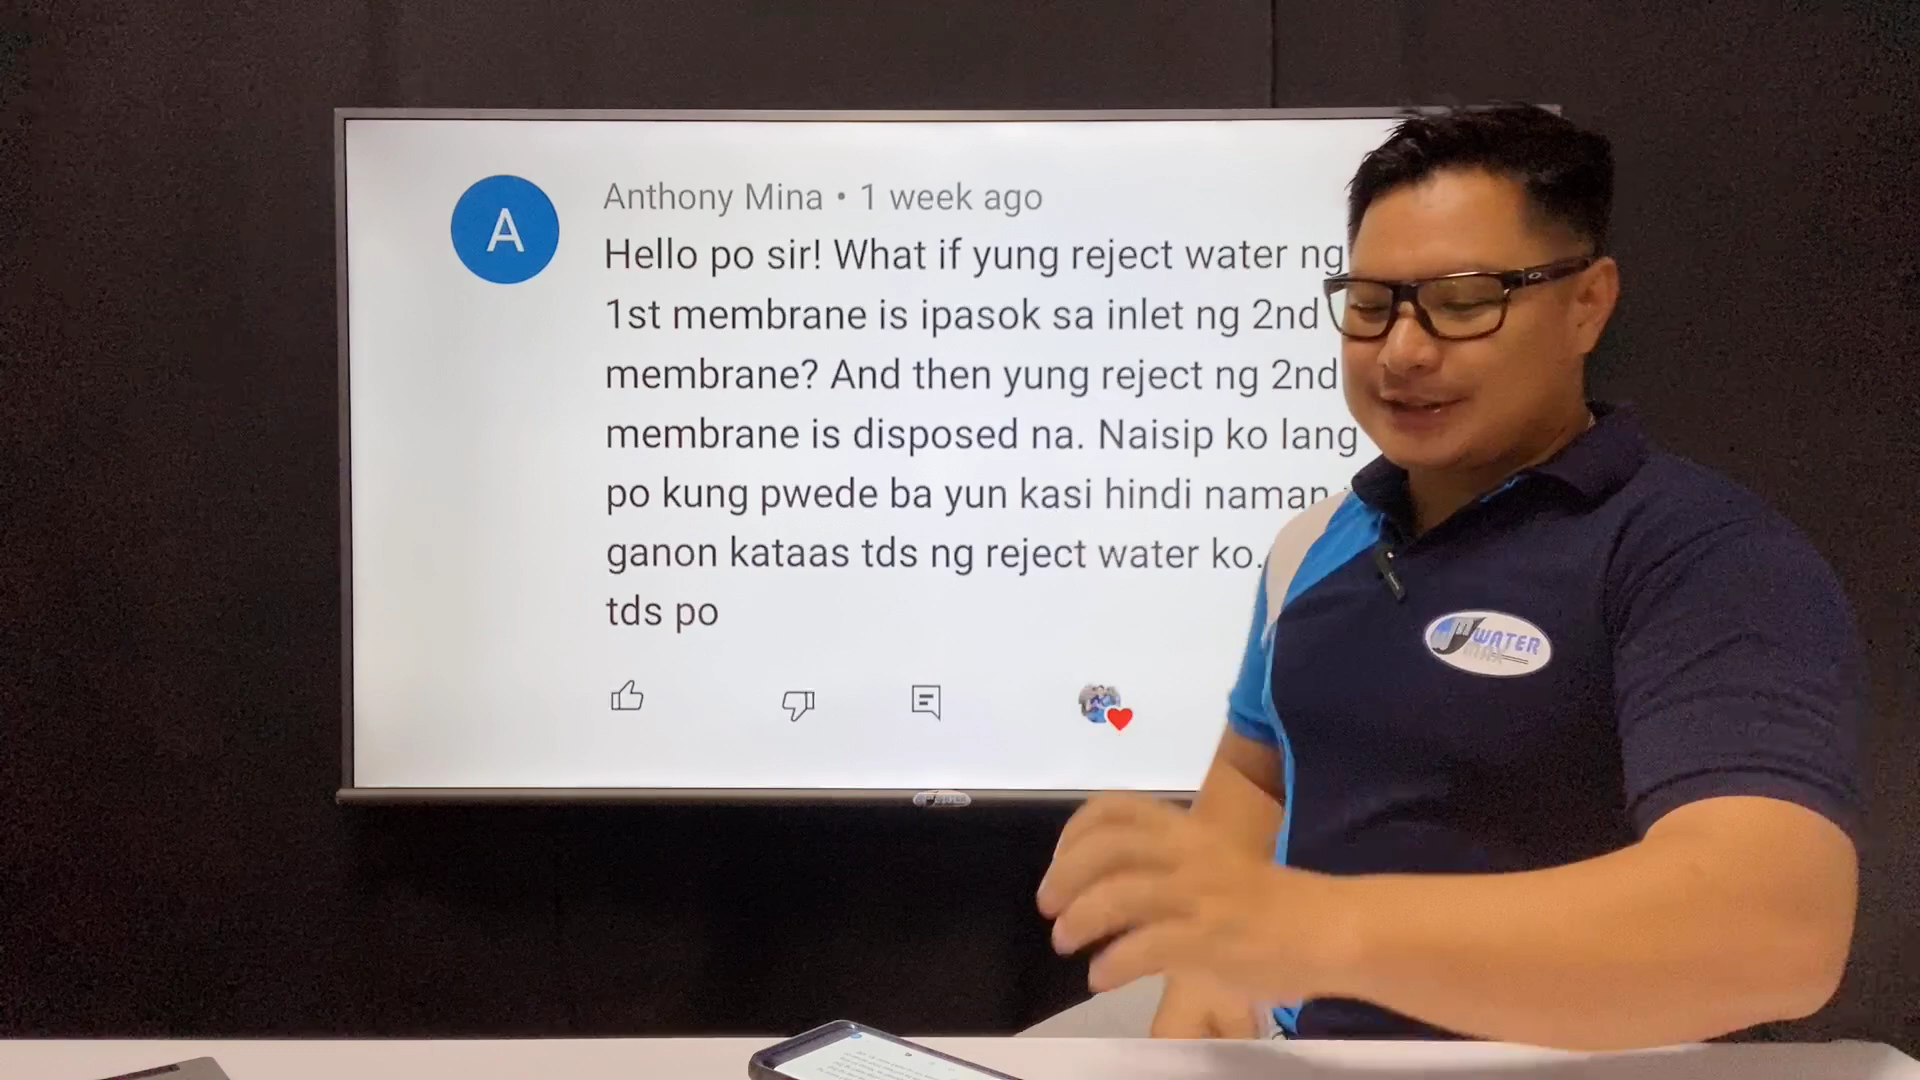 Anthony Mina • 1 week ago
A
Hello po sir! What if yung reject water ng
1st membrane is ipasok sa inlet ng 2nd
membrane? And then yung reject ng 2nd
membrane is disposed na. Naisip ko lang
po kung pwede ba yun kasi hindi naman
ganon kataas tds ng reject water ko.
tds po
WATER
MAX